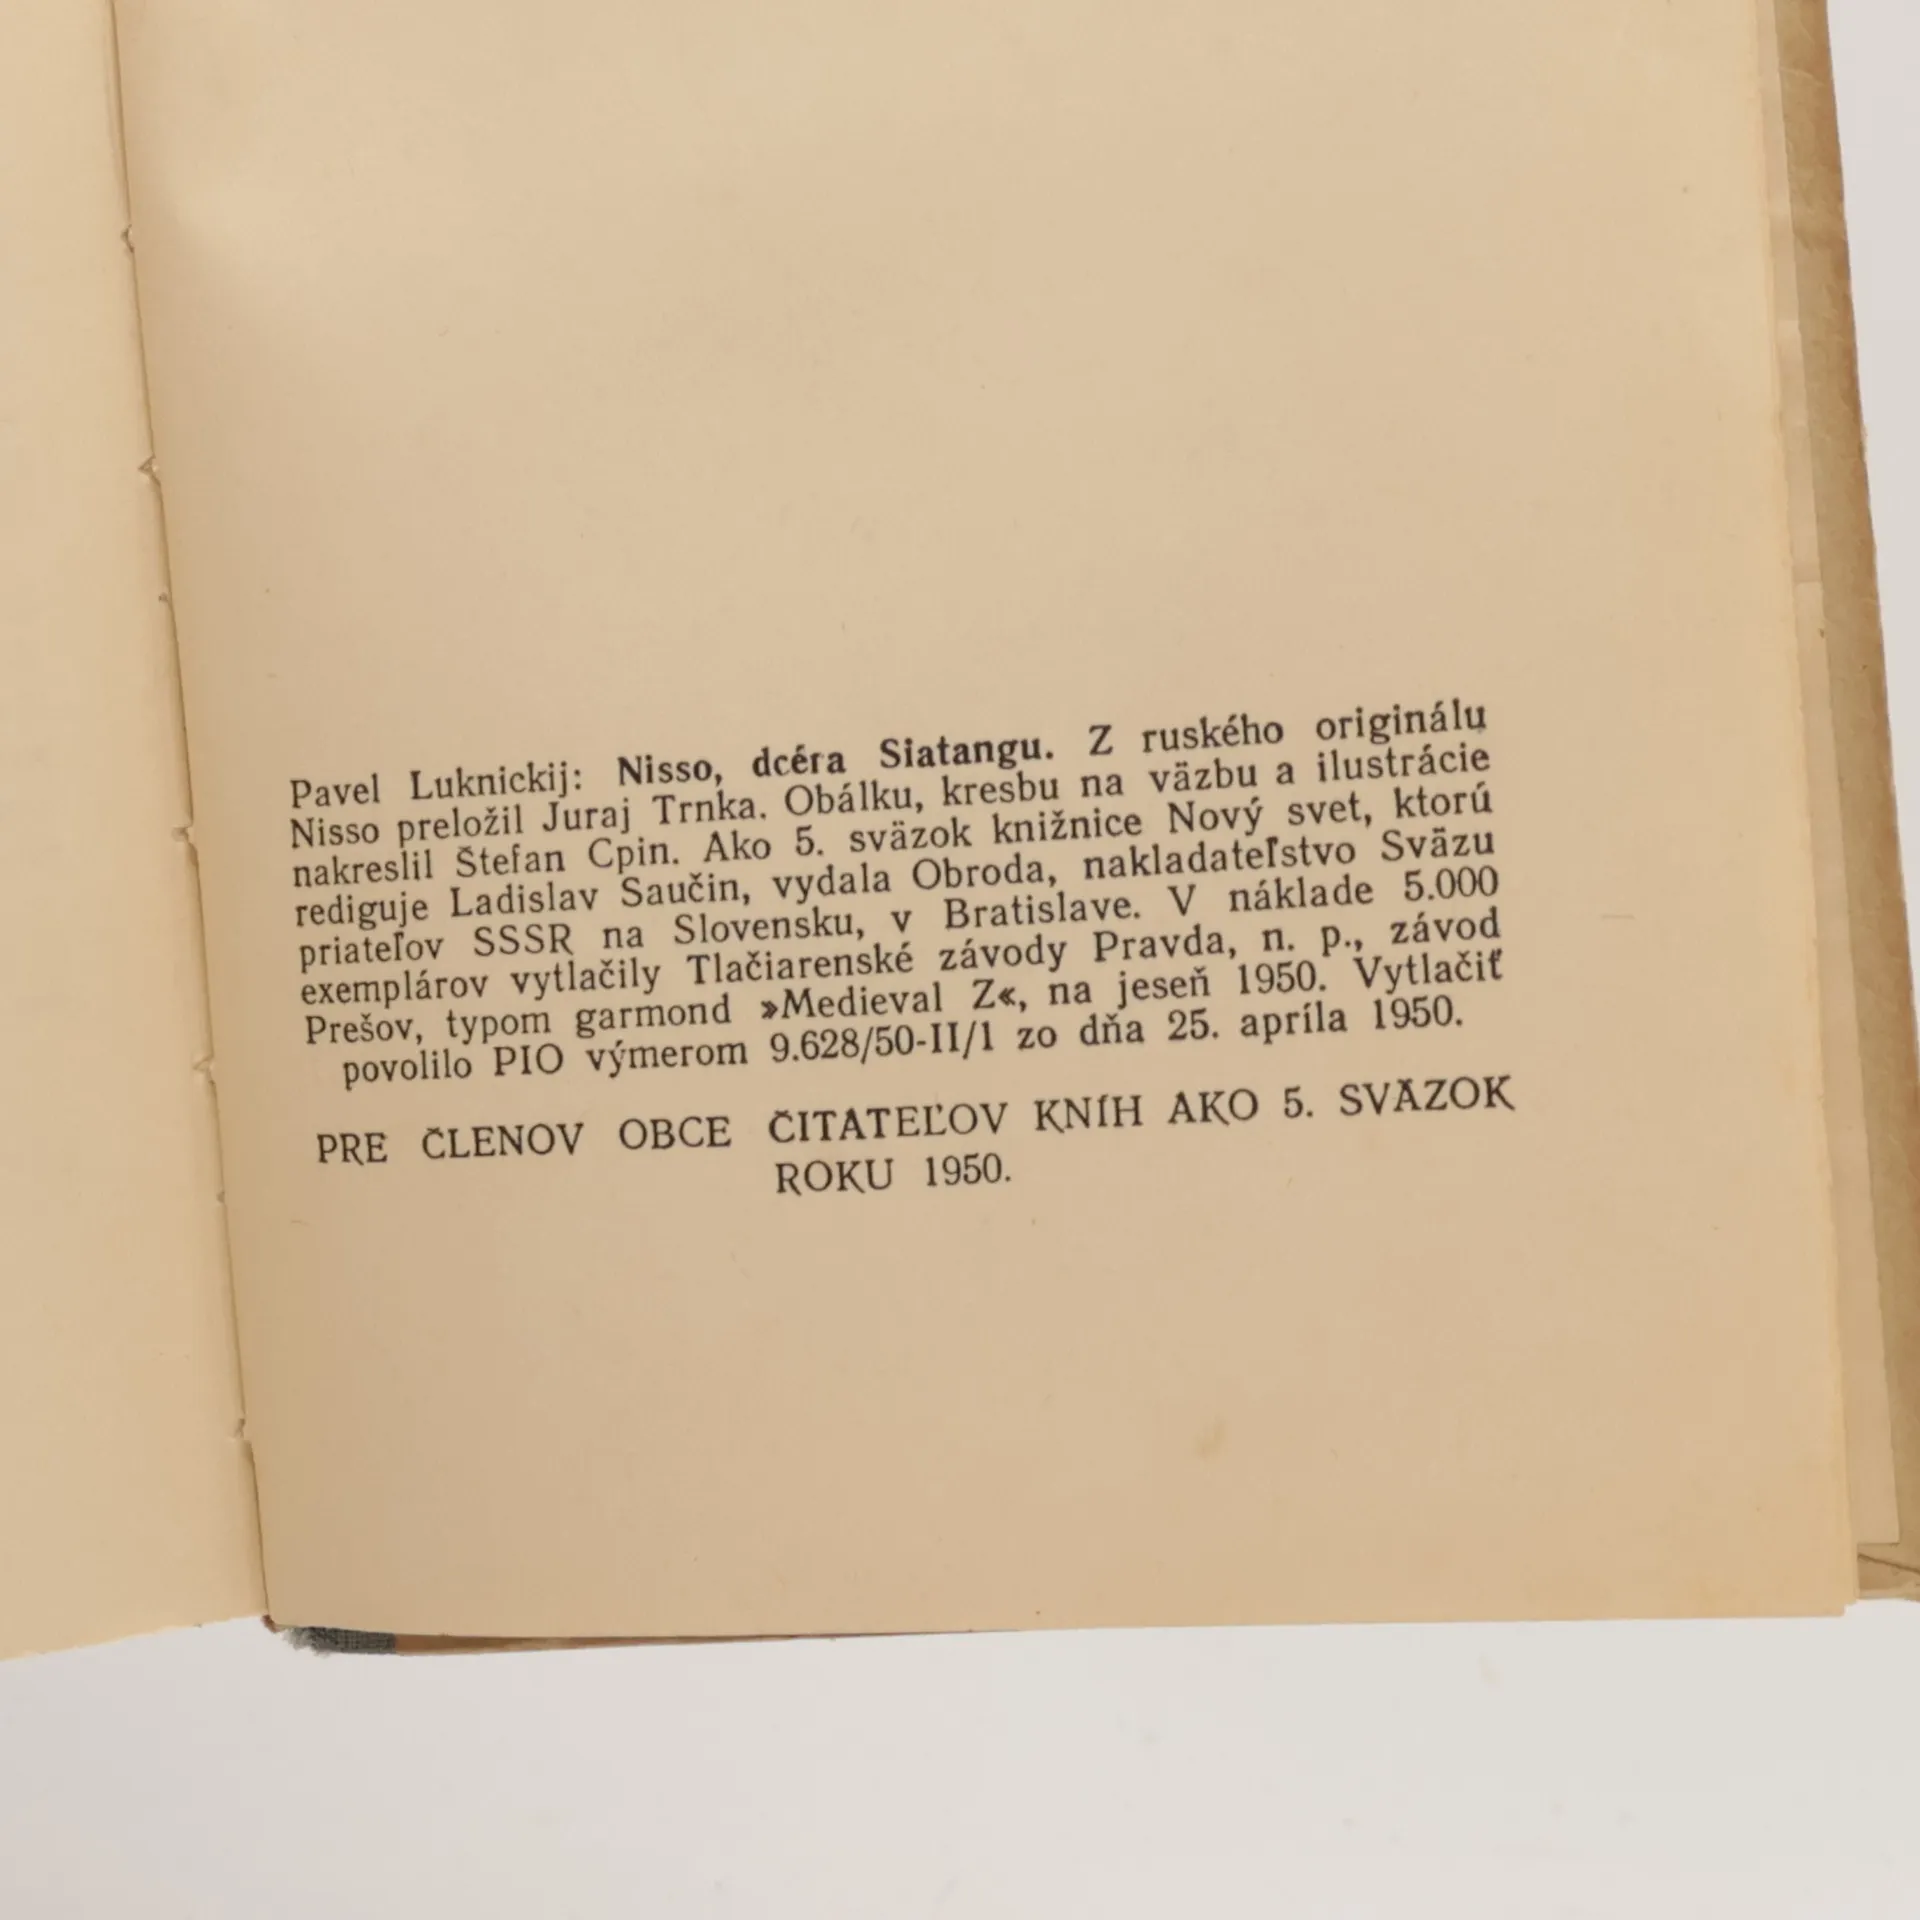 Pavel Luknickij: Nisso, dcéra Siatangu. Z ruského originálu
Nisso preložil Juraj Trnka. Obálku, kresbu na väzbu a ilustrácie
nakreslil Štefan Cpin. Ako 5. sväzok knižnice Nový svet, ktorú
rediguje Ladislav Saučin, vydala Obroda, nakladateľstvo Sväzu
priateľov SSSR na Slovensku, v Bratislave. V náklade 5.000
exemplárov vytlačily Tlačiarenské závody Pravda, n. p., závod
Prešov, typom garmond »Medieval Z«, na jeseň 1950. Vytlačiť
povolilo PIO výmerom 9.628/50-II/1 zo dňa 25. apríla 1950.
PRE ČLENOV OBCE ČITATEĽOV KNÍH AKO 5. SVÄZOK
ROKU 1950.